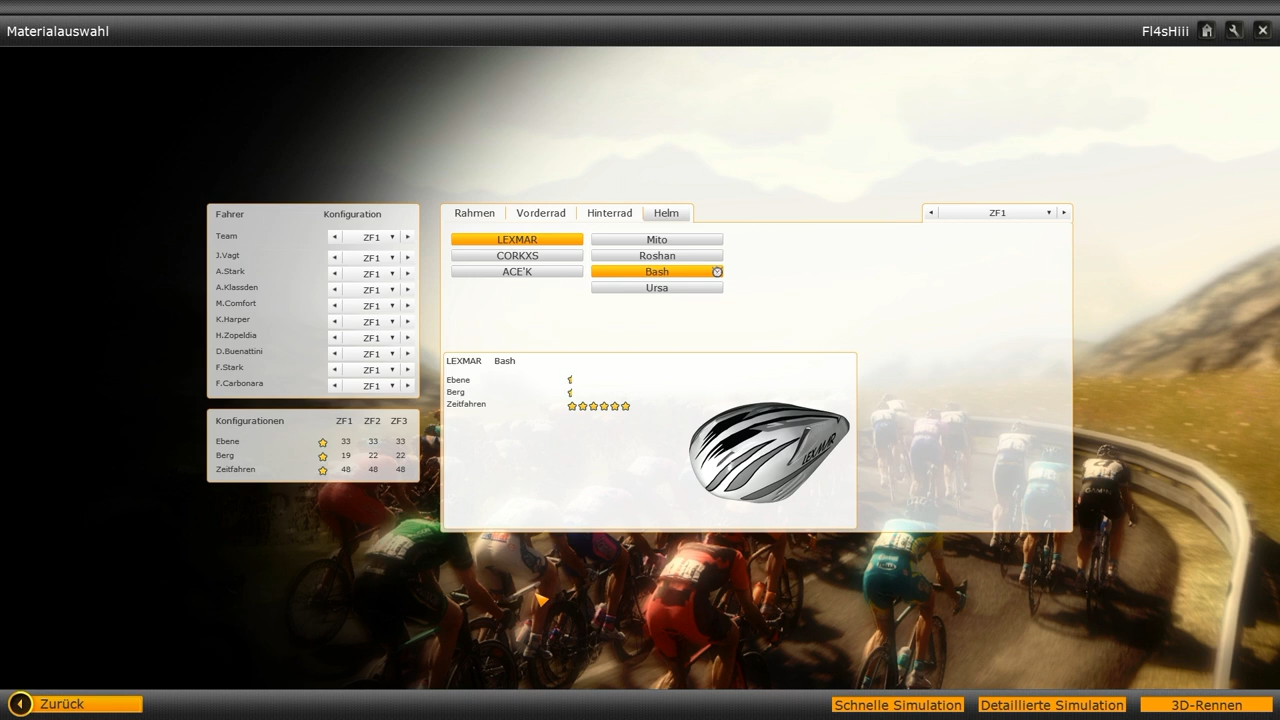 Materialauswahl
Fl4sHiii
Fahrer Konfiguration
Team ZF1
J.Vagt ZF1
A.Stark ZF1
A.Klassden ZF1
M.Comfort ZF1
K.Harper ZF1
H.Zopeldia ZF1
D.Buenattini ZF1
F.Stark ZF1
F.Carbonara ZF1
Konfigurationen ZF1 ZF2 ZF3
Ebene 33 33 33
Berg 19 22 22
Zeitfahren 48 48 48
Rahmen Vorderrad Hinterrad Helm
ZF1
LEXMAR Mito
CORKXS Roshan
ACE'K Bash
Ursa
LEXMAR Bash
Ebene
Berg
Zeitfahren
LEXMAR
Zurück
Schnelle Simulation
Detaillierte Simulation
3D-Rennen